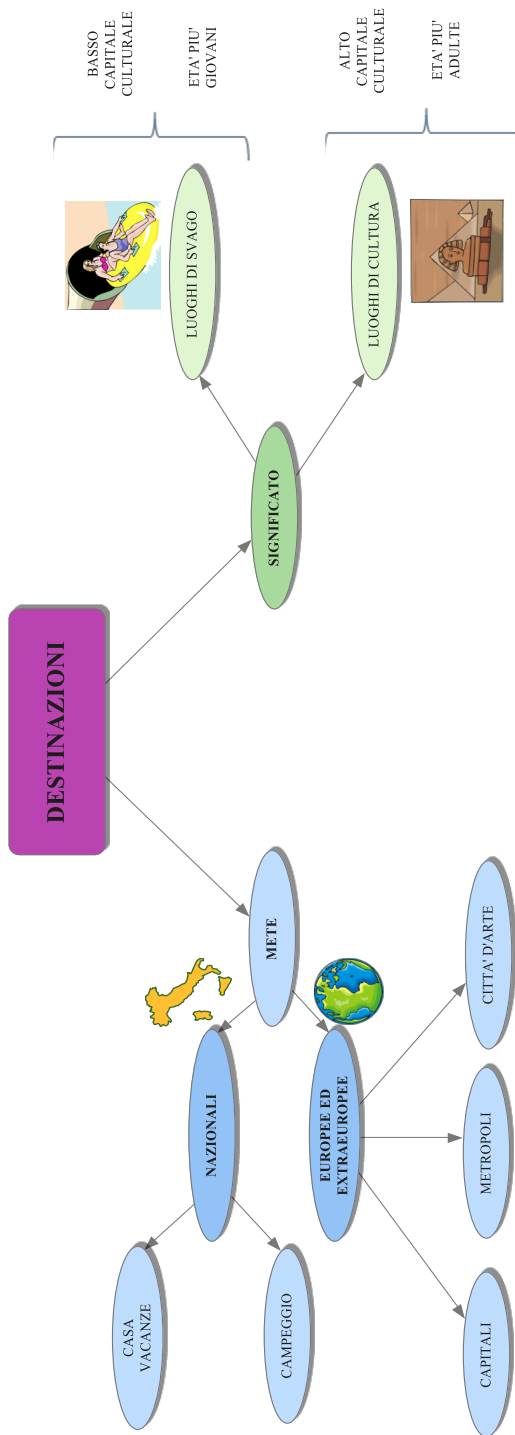 DESTINAZIONI
METE
SIGNIFICATO
NAZIONALI
EUROPEE ED
EXTRAEUROPEE
CASA
VACANZE
CAMPEGGIO
CAPITALI
METROPOLI
CITTA' D'ARTE
LUOGHI DI SVAGO
LUOGHI DI CULTURA
BASSO
CAPITALE
CULTURALE
ETA' PIU'
GIOVANI
ALTO
CAPITALE
CULTURALE
ETA' PIU'
ADULTE